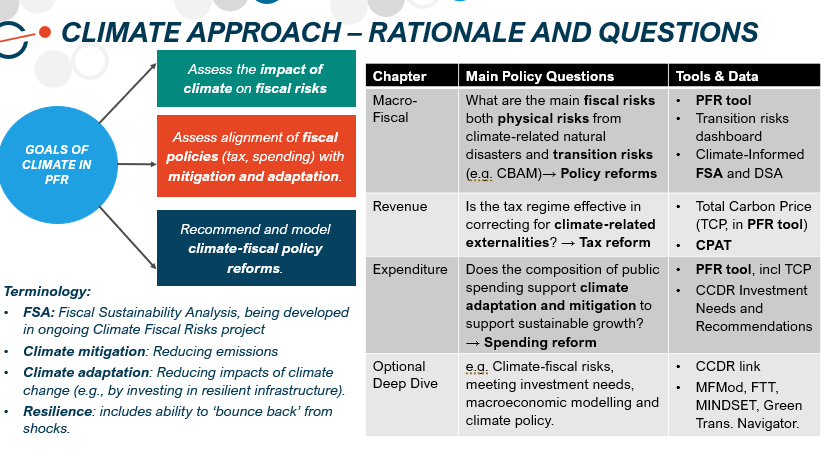 CLIMATE APPROACH – RATIONALE AND QUESTIONS
GOALS OF
CLIMATE IN
PFR
Assess the impact of
climate on fiscal risks
Assess alignment of fiscal
policies (tax, spending) with
mitigation and adaptation.
Recommend and model
climate-fiscal policy
reforms.
Terminology:
• FSA: Fiscal Sustainability Analysis, being developed
in ongoing Climate Fiscal Risks project
• Climate mitigation: Reducing emissions
• Climate adaptation: Reducing impacts of climate
change (e.g., by investing in resilient infrastructure).
• Resilience: includes ability to ‘bounce back’ from
shocks.
Chapter
Main Policy Questions
Tools & Data
Macro-
Fiscal
What are the main fiscal risks
both physical risks from
climate-related natural
disasters and transition risks
(e.g. CBAM)→ Policy reforms
• PFR tool
• Transition risks
dashboard
• Climate-Informed
FSA and DSA
Revenue
Is the tax regime effective in
correcting for climate-related
externalities? → Tax reform
• Total Carbon Price
(TCP, in PFR tool)
• CPAT
Expenditure
Does the composition of public
spending support climate
adaptation and mitigation to
support sustainable growth?
→ Spending reform
• PFR tool, incl TCP
• CCDR Investment
Needs and
Recommendations
Optional
Deep Dive
e.g. Climate-fiscal risks,
meeting investment needs,
macroeconomic modelling and
climate policy.
• CCDR link
• MFMod, FTT,
MINDSET, Green
Trans. Navigator.